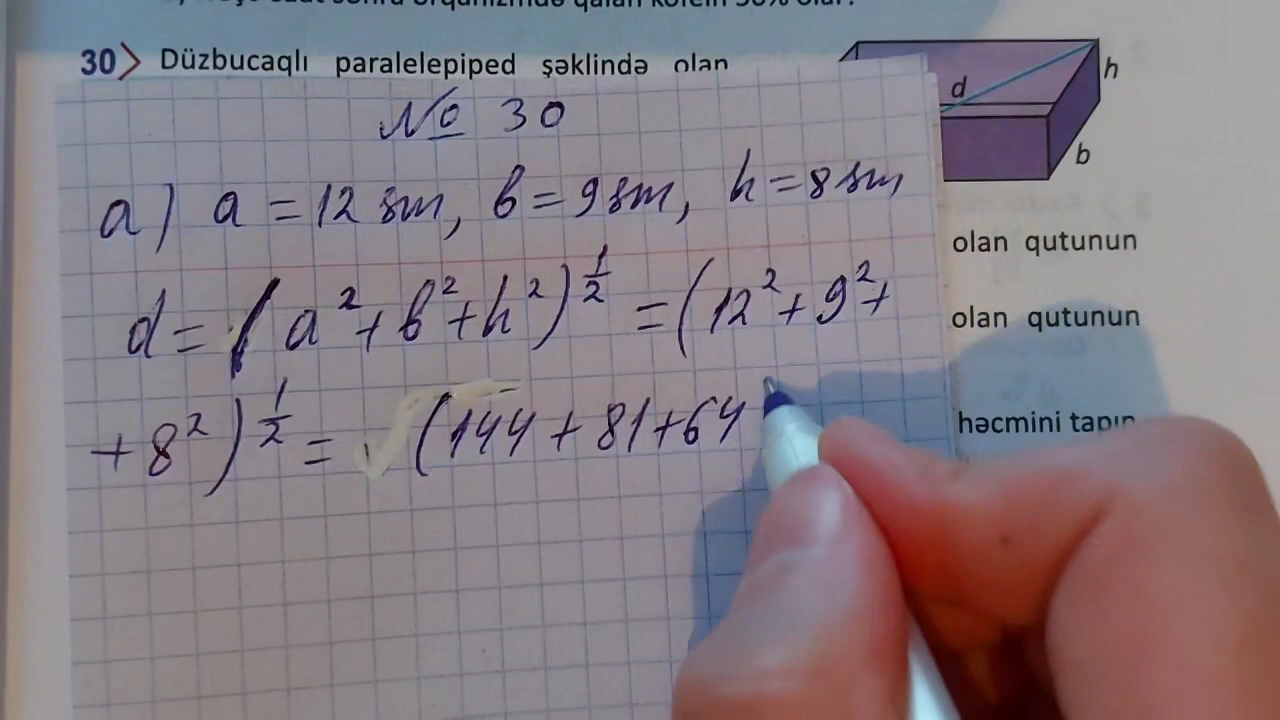 30> Düzbucaqlı paralelepiped şəklində olan
d
h
b
№ 30
a) a = 12 sm, b = 9 sm, h = 8 sm
olan qutunun
d = (a² + b² + h²)^½ = (12² + 9² +
olan qutunun
+ 8²)^½ = (144 + 81 + 64
həcmini tapın